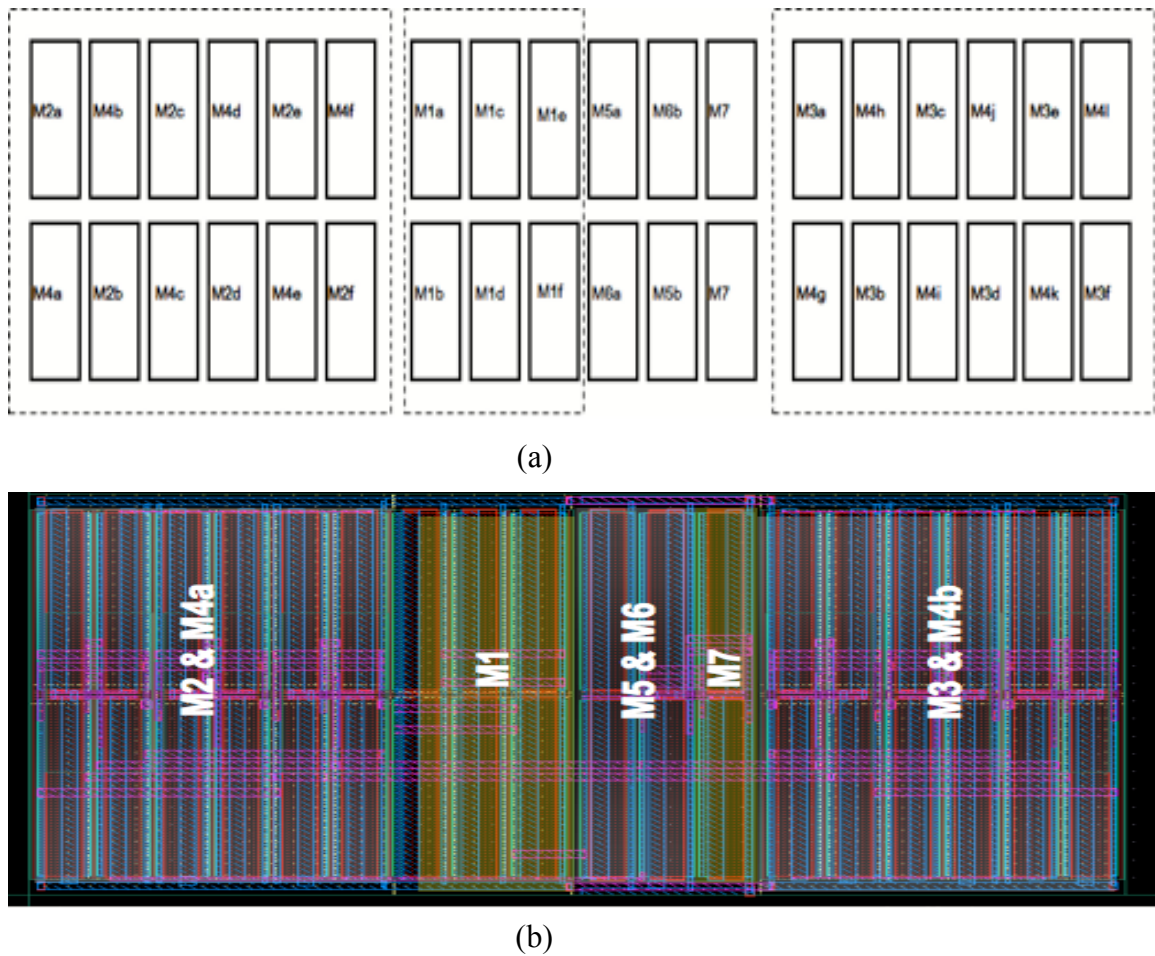 M2a M4b M2c M4d M2e M4f M1a M1c M1e M5a M6b M7 M3a M4h M3c M4j M3e M4l
M4a M2b M4c M2d M4e M2f M1b M1d M1f M6a M5b M7 M4g M3b M4i M3d M4k M3f
(a)
M2 & M4a
M1
M5 & M6
M7
M3 & M4b
(b)